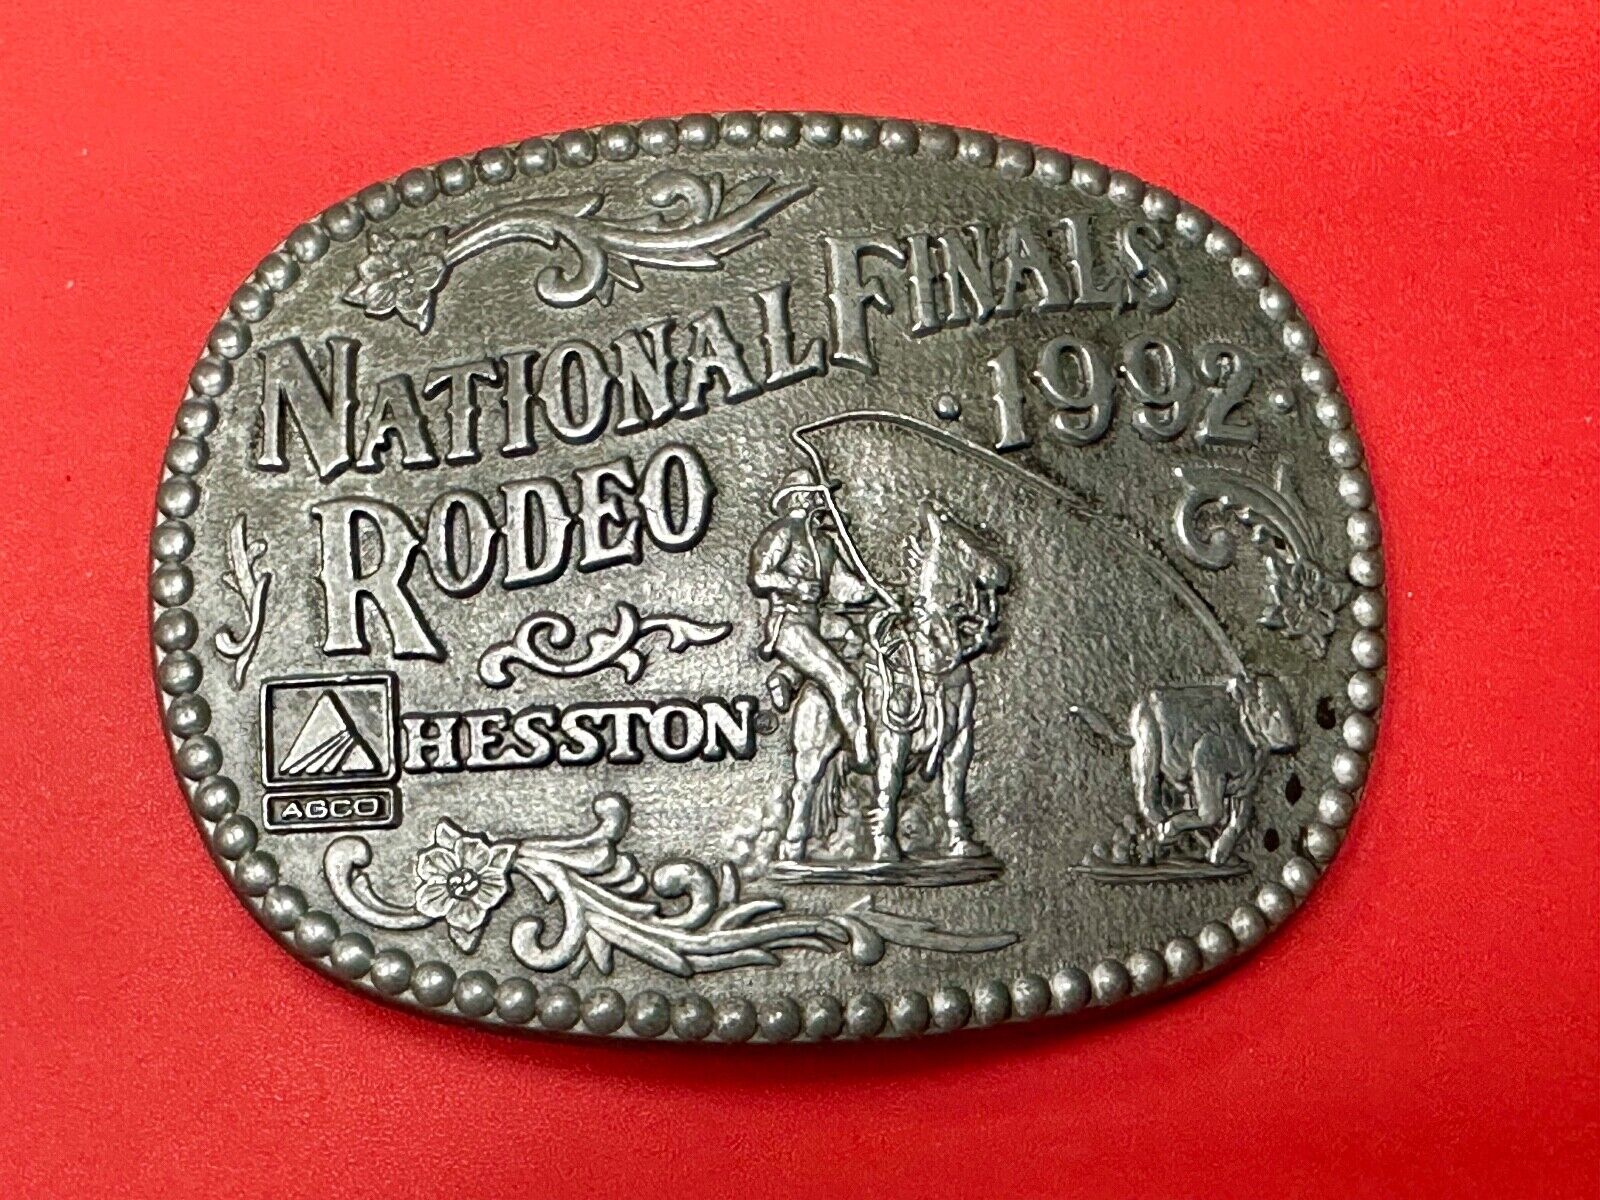 NATIONAL FINALS
RODEO
• 1992 •
HESSTON®
AGCO